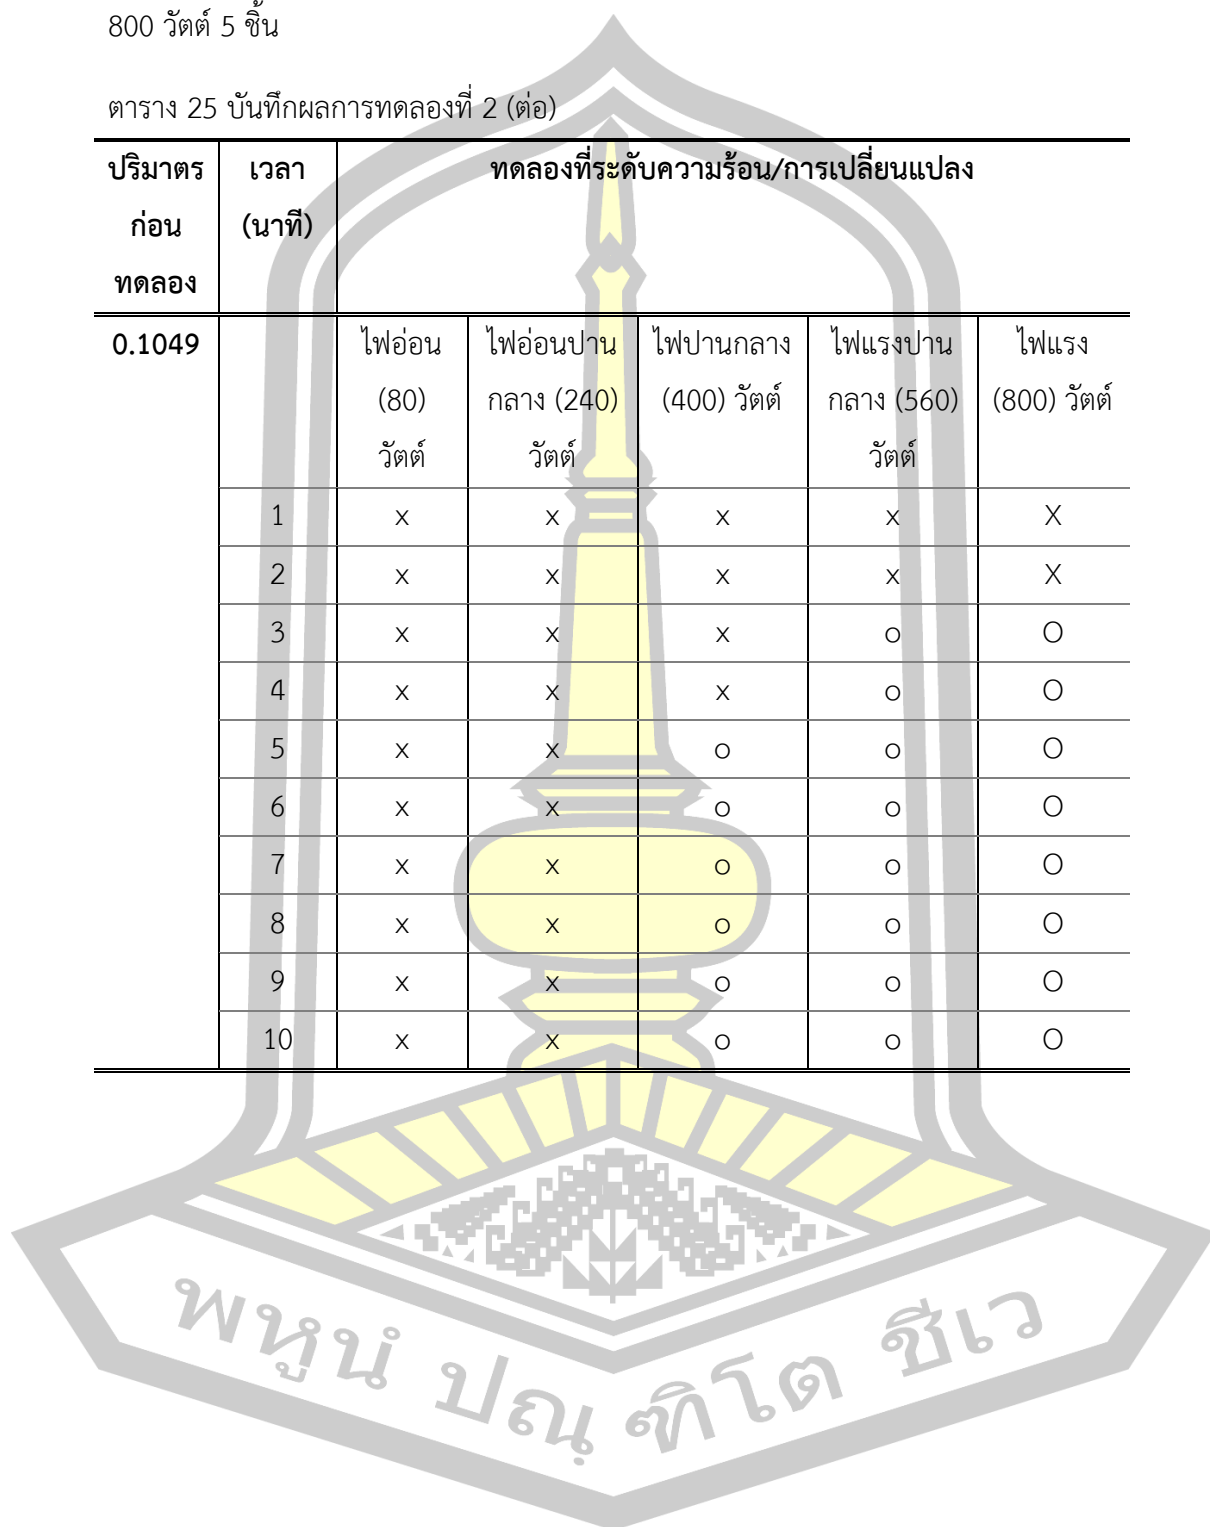 800 วัตต์ 5 ชิ้น
ตาราง 25 บันทึกผลการทดลองที่ 2 (ต่อ)
ปริมาตร เวลา ทดลองที่ระดับความร้อน/การเปลี่ยนแปลง
ก่อน (นาที)
ทดลอง
0.1049 ไฟอ่อน ไฟอ่อนปาน ไฟปานกลาง ไฟแรงปาน ไฟแรง
(80) กลาง (240) (400) วัตต์ กลาง (560) (800) วัตต์
วัตต์ วัตต์ วัตต์
1 x x x x X
2 x x x x X
3 x x x o O
4 x x x o O
5 x x o o O
6 x x o o O
7 x x o o O
8 x x o o O
9 x x o o O
10 x x o o O
พหูนํ ปณฺฑิโต ชีเว